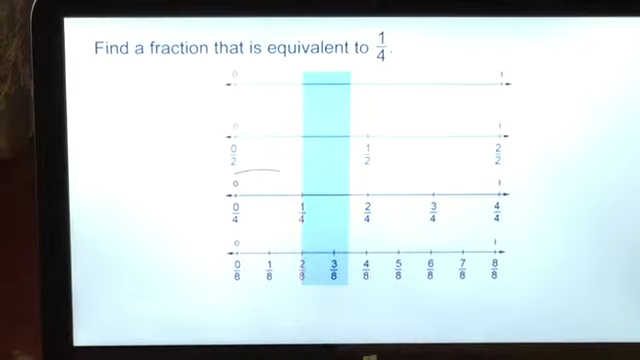 Find a fraction that is equivalent to 1/4.
0 1
0 1
0/2 1/2 2/2
0 1
0/4 1/4 2/4 3/4 4/4
0 1
0/8 1/8 2/8 3/8 4/8 5/8 6/8 7/8 8/8